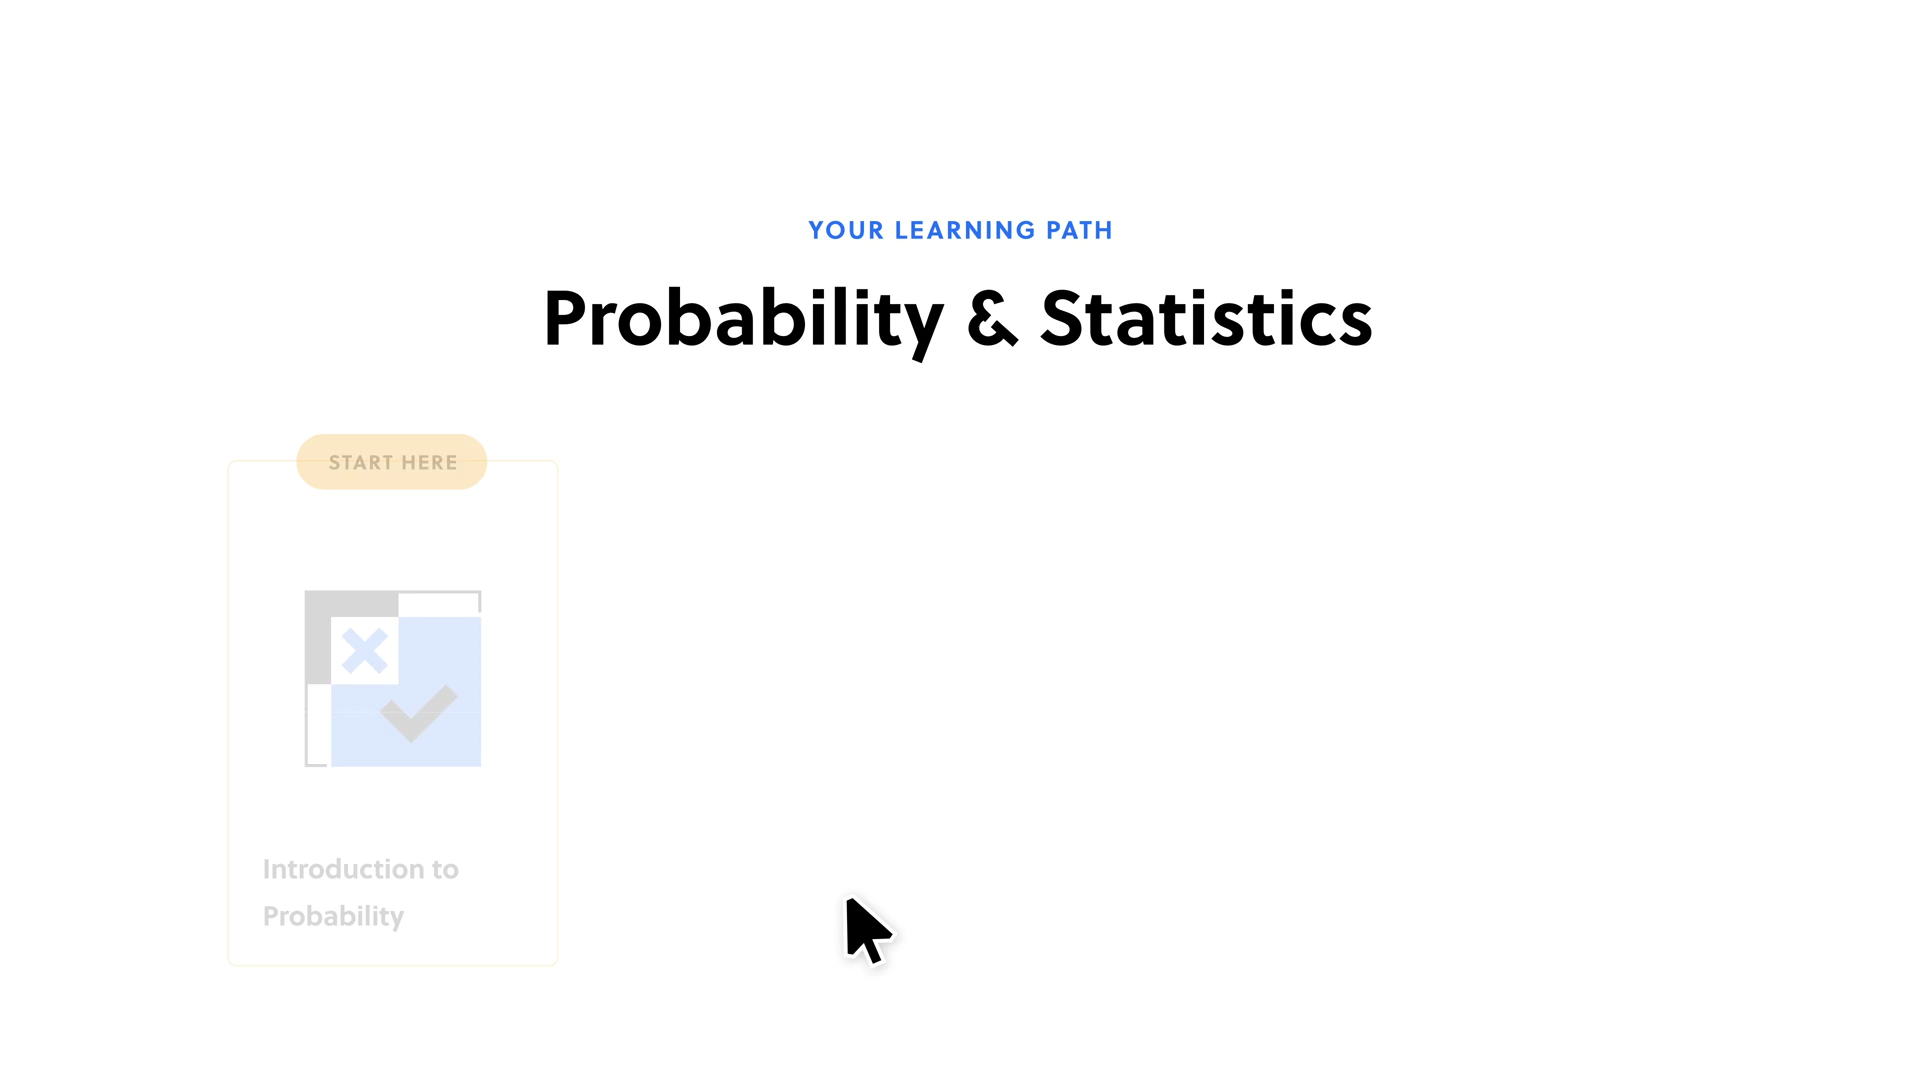 YOUR LEARNING PATH
Probability & Statistics
START HERE
Introduction to
Probability